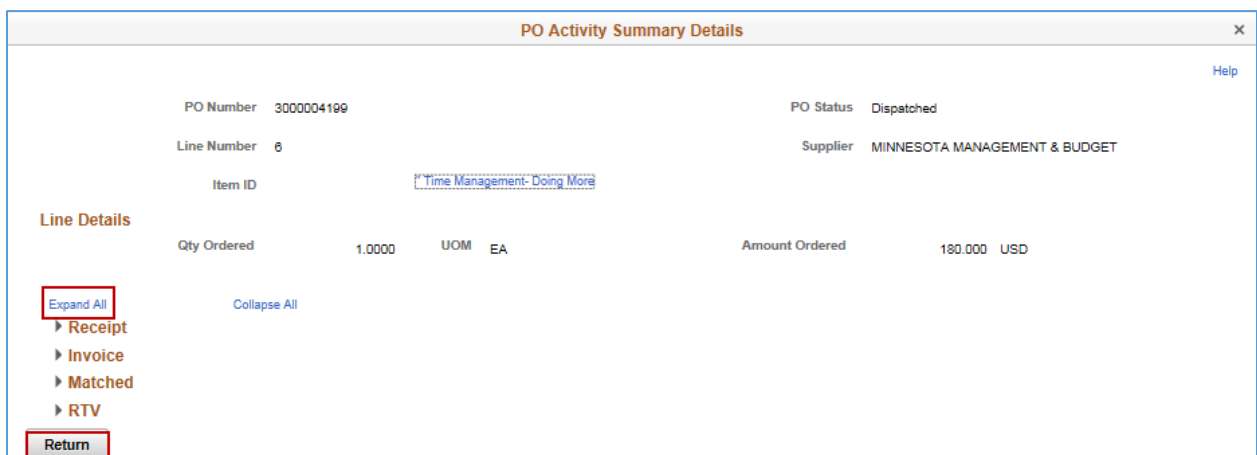 PO Activity Summary Details ×
Help
PO Number 3000004199 PO Status Dispatched
Line Number 6 Supplier MINNESOTA MANAGEMENT & BUDGET
Item ID " Time Management- Doing More
Line Details
Qty Ordered 1.0000 UOM EA Amount Ordered 180.000 USD
Expand All Collapse All
Receipt
Invoice
Matched
RTV
Return